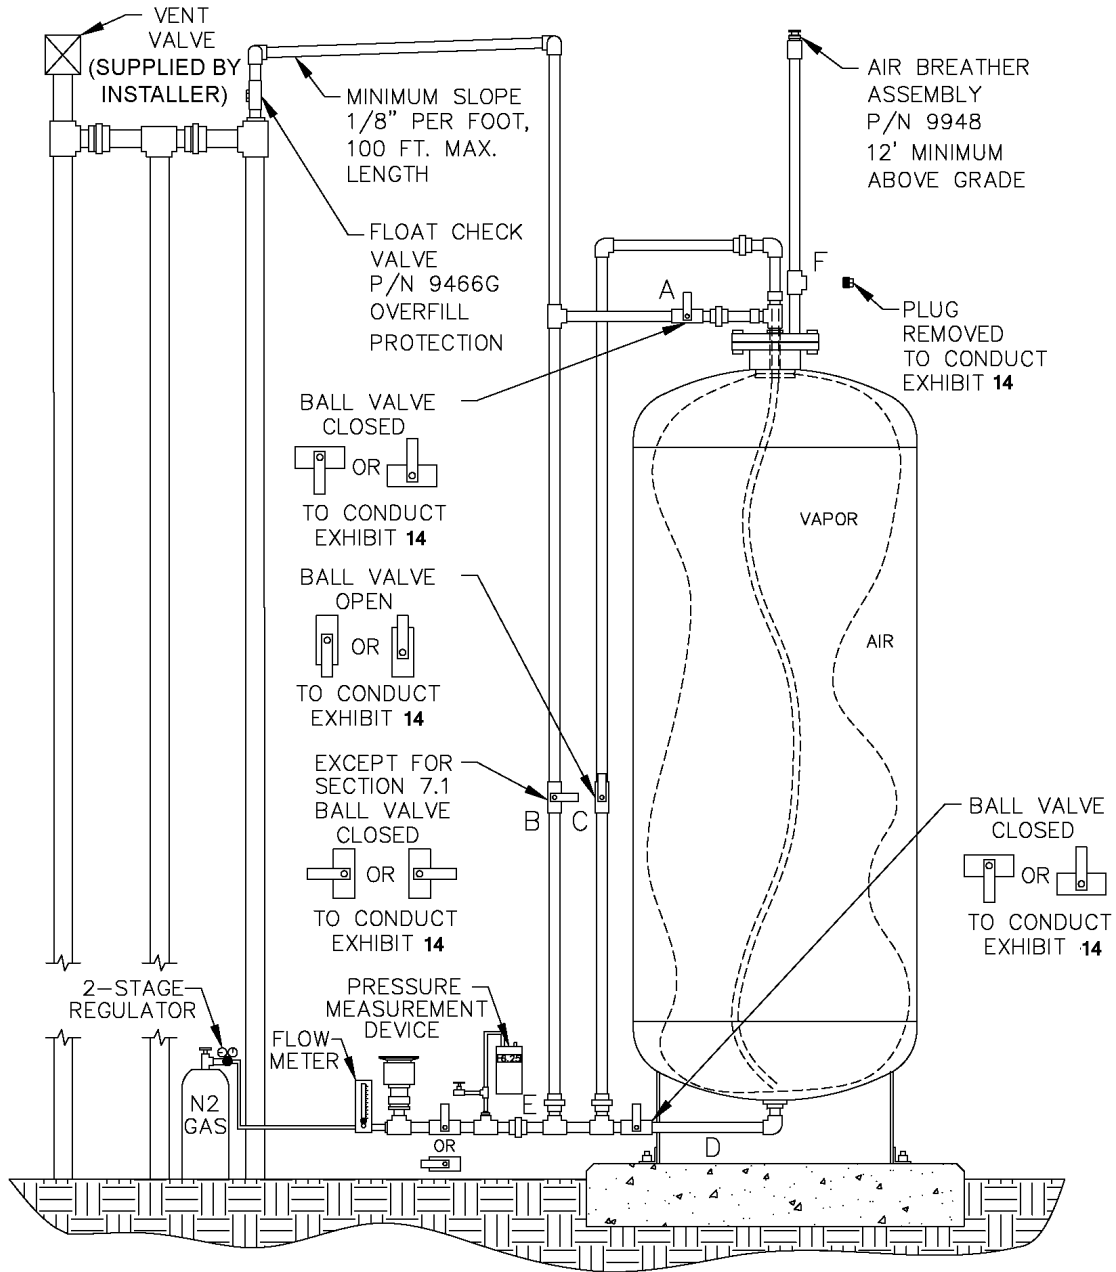 VENT
VALVE
(SUPPLIED BY
INSTALLER)
MINIMUM SLOPE
1/8" PER FOOT,
100 FT. MAX.
LENGTH
AIR BREATHER
ASSEMBLY
P/N 9948
12' MINIMUM
ABOVE GRADE
FLOAT CHECK
VALVE
P/N 9466G
OVERFILL
PROTECTION
A
F
PLUG
REMOVED
TO CONDUCT
EXHIBIT 14
BALL VALVE
CLOSED
OR
TO CONDUCT
EXHIBIT 14
VAPOR
AIR
BALL VALVE
OPEN
OR
TO CONDUCT
EXHIBIT 14
EXCEPT FOR
SECTION 7.1
BALL VALVE
CLOSED
OR
TO CONDUCT
EXHIBIT 14
B
C
BALL VALVE
CLOSED
OR
TO CONDUCT
EXHIBIT 14
2-STAGE
REGULATOR
PRESSURE
MEASUREMENT
DEVICE
FLOW
METER
N2
GAS
E
OR
D